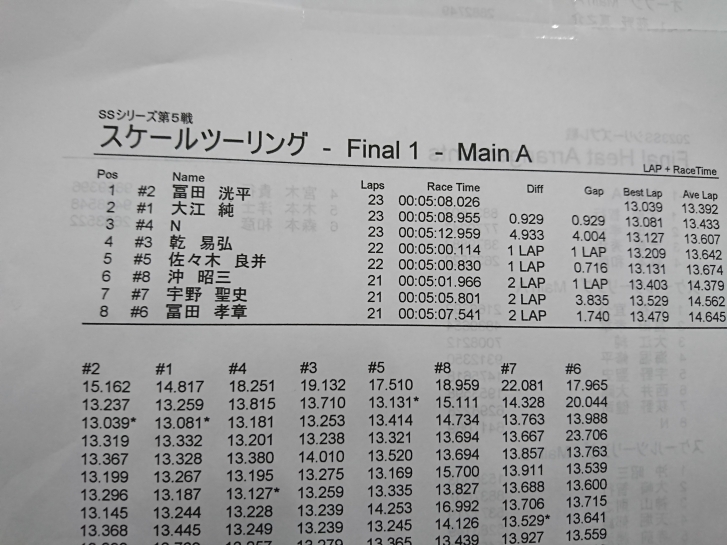 SSシリーズ第5戦
スケールツーリング - Final 1 - Main A
LAP + RaceTime
Pos Name Laps Race Time Diff Gap Best Lap Ave Lap
1 #2 冨田 洸平 23 00:05:08.026 13.039 13.392
2 #1 大江 純 23 00:05:08.955 0.929 0.929 13.081 13.433
3 #4 N 23 00:05:12.959 4.933 4.004 13.127 13.607
4 #3 乾 易弘 22 00:05:00.114 1 LAP 1 LAP 13.209 13.642
5 #5 佐々木 良并 22 00:05:00.830 1 LAP 0.716 13.131 13.674
6 #8 沖 昭三 21 00:05:01.966 2 LAP 1 LAP 13.403 14.379
7 #7 宇野 聖史 21 00:05:05.801 2 LAP 3.835 13.529 14.562
8 #6 冨田 孝章 21 00:05:07.541 2 LAP 1.740 13.479 14.645
#2 #1 #4 #3 #5 #8 #7 #6
15.162 14.817 18.251 19.132 17.510 18.959 22.081 17.965
13.237 13.259 13.815 13.710 13.131* 15.111 14.328 20.044
13.039* 13.081* 13.181 13.253 13.414 14.734 13.763 13.988
13.319 13.332 13.201 13.238 13.321 13.694 13.667 23.706
13.367 13.328 13.380 14.010 13.520 13.694 13.857 13.763
13.199 13.267 13.195 13.275 13.169 15.700 13.911 13.539
13.296 13.187 13.127* 13.259 13.335 13.827 13.688 13.600
13.145 13.244 13.228 13.239 14.253 16.992 13.706 13.715
13.368 13.445 13.249 13.239 13.245 14.126 13.529* 13.641
13.279 13.365 13.439 13.927 13.559